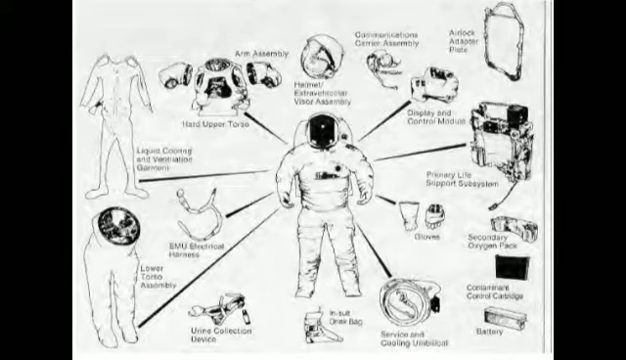 Communications
Carrier Assembly
Airlock
Adapter
Plate
Arm Assembly
Helmet/
Extravehicular
Visor Assembly
Hard Upper Torso
Display and
Control Module
Liquid Cooling
and Ventilation
Garment
Primary Life
Support Subsystem
EMU Electrical
Harness
Gloves
Secondary
Oxygen Pack
Lower
Torso
Assembly
Contaminant
Control Cartridge
Urine Collection
Device
In-suit
Drink Bag
Service and
Cooling Umbilical
Battery